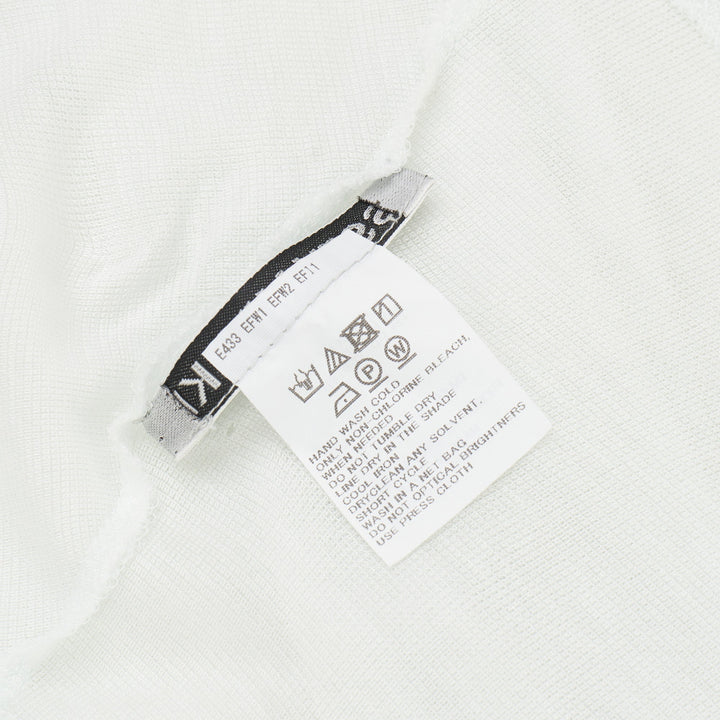 E433 EFW1 EFW2 EFJ1
P W
HAND WASH COLD
ONLY NON CHLORINE BLEACH,
WHEN NEEDED
DO NOT TUMBLE DRY
LINE DRY IN THE SHADE
COOL IRON
DRYCLEAN ANY SOLVENT,
SHORT CYCLE
WASH IN A NET BAG
DO NOT OPTICAL BRIGHTNERS
USE PRESS CLOTH
K